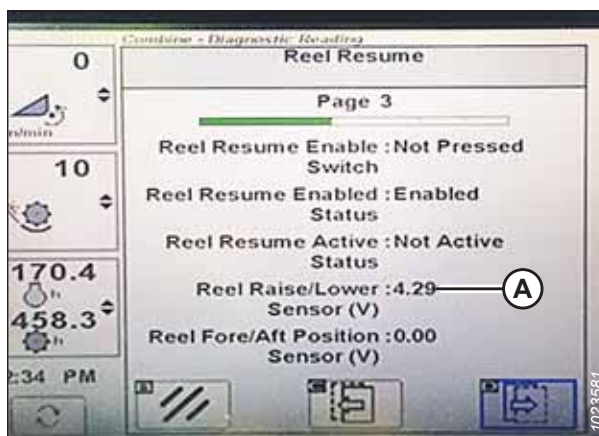 Combine - Diagnostic Reading
Reel Resume
Page 3
Reel Resume Enable :Not Pressed
Switch
Reel Resume Enabled :Enabled
Status
Reel Resume Active :Not Active
Status
Reel Raise/Lower :4.29
Sensor (V)
Reel Fore/Aft Position :0.00
Sensor (V)
0
10
170.4
h
458.3
h
2:34 PM
A
1023581